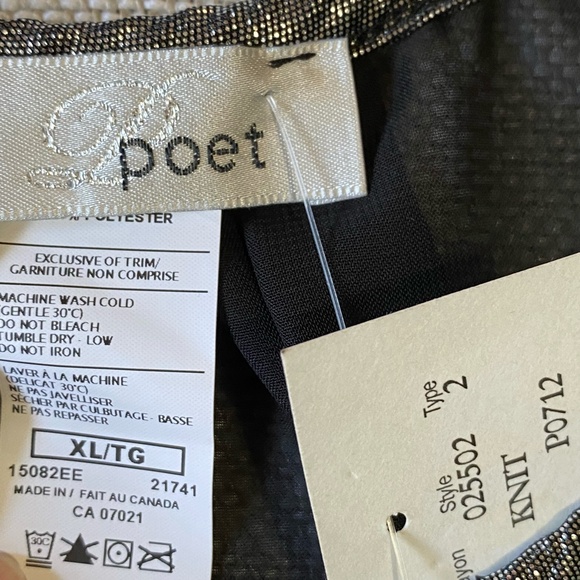 poet
POLYESTER
EXCLUSIVE OF TRIM/
GARNITURE NON COMPRISE
MACHINE WASH COLD
(GENTLE 30°C)
DO NOT BLEACH
TUMBLE DRY - LOW
DO NOT IRON
LAVER À LA MACHINE
(DÉLICAT 30°C)
NE PAS JAVELLISER
SÉCHER PAR CULBUTAGE - BASSE
NE PAS REPASSER
XL/TG
15082EE 21741
MADE IN / FAIT AU CANADA
CA 07021
30C
Style Type
025502 2
KNIT
P0712